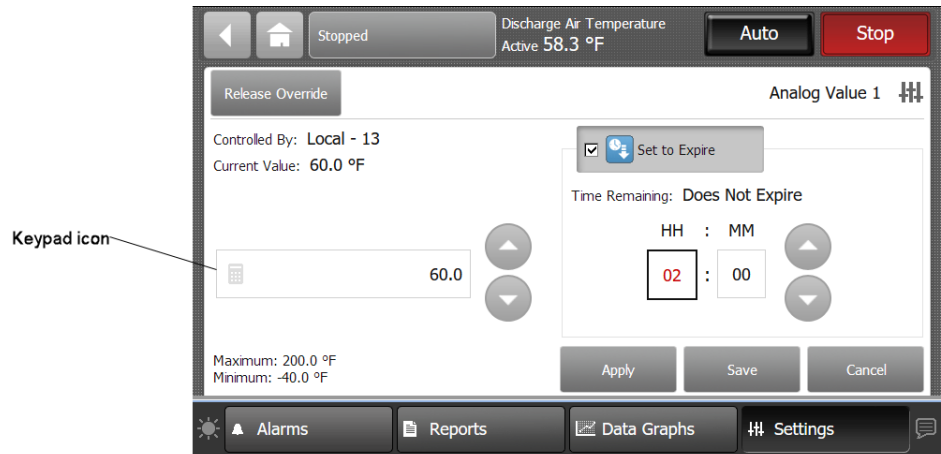 Stopped
Discharge Air Temperature
Active 58.3 °F
Auto
Stop
Release Override
Analog Value 1
Controlled By: Local - 13
Current Value: 60.0 °F
Set to Expire
Time Remaining: Does Not Expire
HH : MM
Keypad icon
60.0
02 : 00
Maximum: 200.0 °F
Minimum: -40.0 °F
Apply
Save
Cancel
Alarms
Reports
Data Graphs
Settings